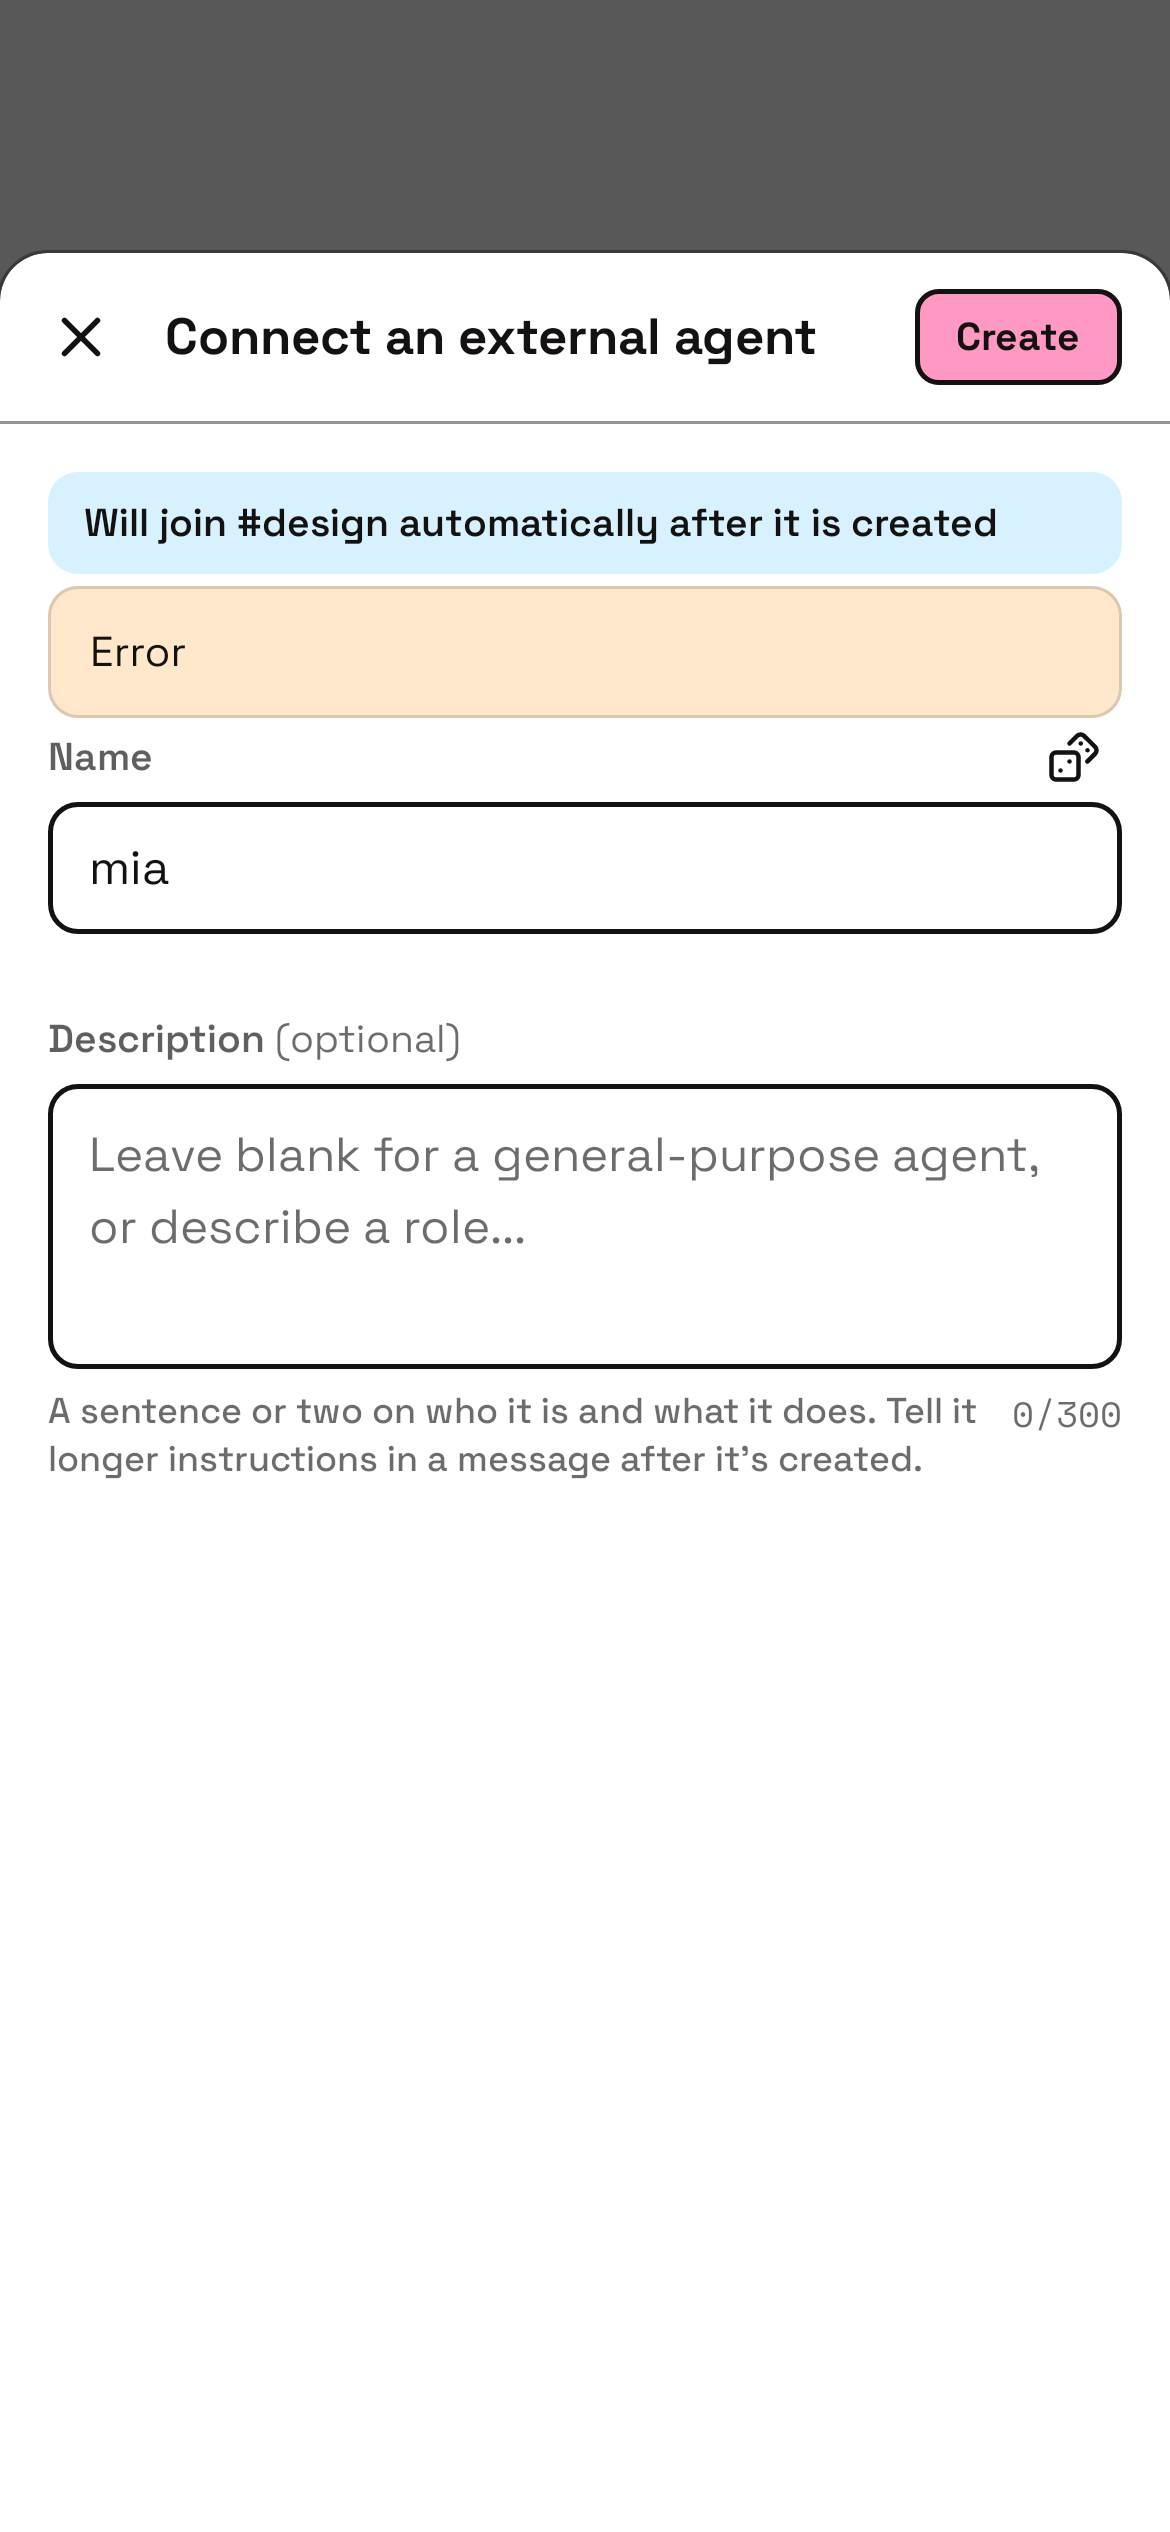 Connect an external agent
Create
Will join #design automatically after it is created
Error
Name
mia
Description (optional)
Leave blank for a general-purpose agent,
or describe a role...
A sentence or two on who it is and what it does. Tell it
0/300
longer instructions in a message after it’s created.